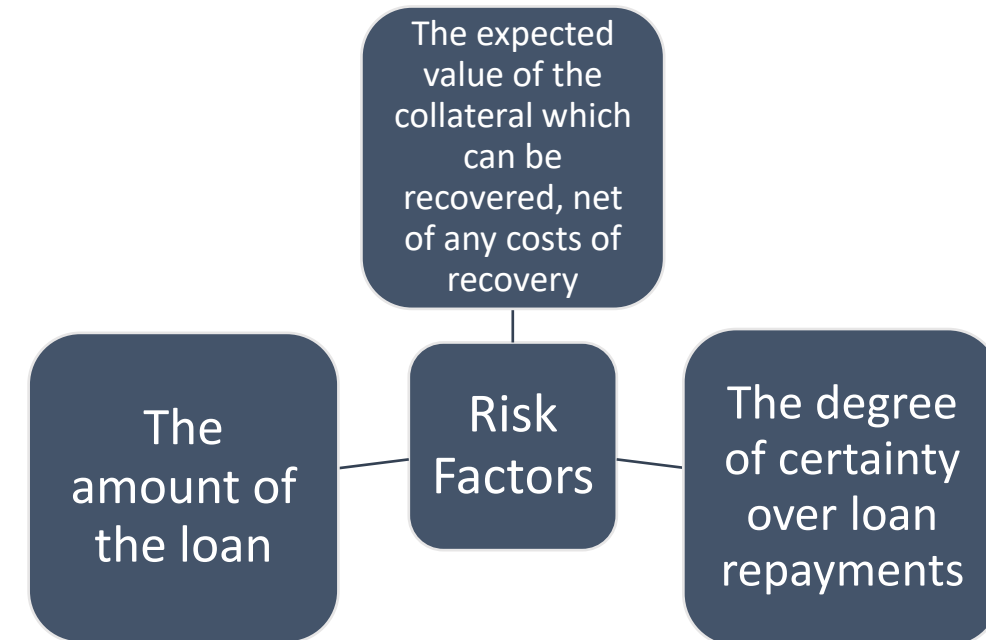 The expected
value of the
collateral which
can be
recovered, net
of any costs of
recovery
The
amount of
the loan
Risk
Factors
The degree
of certainty
over loan
repayments